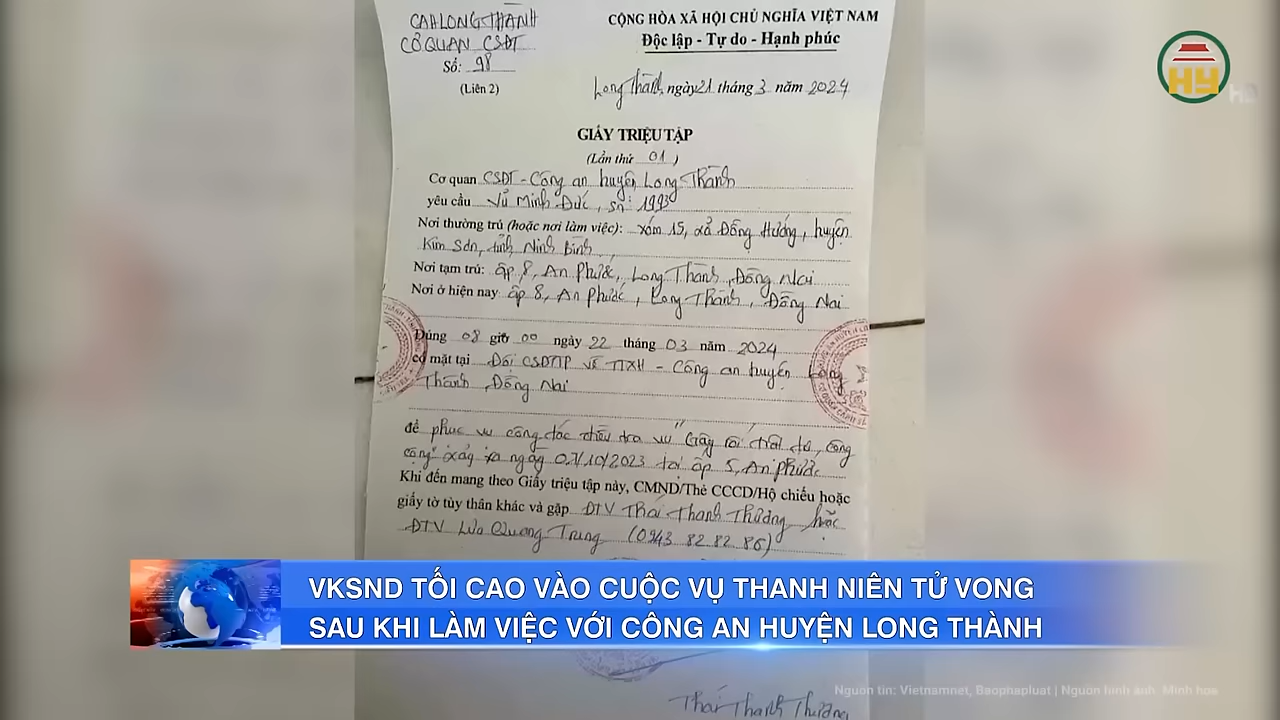 CAH LONG THÀNH
CƠ QUAN CSĐT
Số: 98
(Liên 2)
CỘNG HÒA XÃ HỘI CHỦ NGHĨA VIỆT NAM
Độc lập - Tự do - Hạnh phúc
Long Thành, ngày 21 tháng 3 năm 2024
HY
GIẤY TRIỆU TẬP
(Lần thứ 01)
Cơ quan CSĐT - Công an huyện Long Thành
yêu cầu Vũ Minh Đức, sn: 1993
Nơi thường trú (hoặc nơi làm việc): xóm 15, xã Đồng Hướng, huyện
Kim Sơn, tỉnh Ninh Bình
Nơi tạm trú: ấp 8, An Phước, Long Thành, Đồng Nai
Nơi ở hiện nay ấp 8, An Phước, Long Thành, Đồng Nai
Đúng 08 giờ 00 ngày 22 tháng 03 năm 2024
có mặt tại Đội CSĐTTP về TTXH - Công an huyện Long
Thành, Đồng Nai
để phục vụ công tác điều tra vụ "Gây rối trật tự công
cộng" xảy ra ngày 07/10/2023 tại ấp 5, An Phước
Khi đến mang theo Giấy triệu tập này, CMND/Thẻ CCCD/Hộ chiếu hoặc
giấy tờ tùy thân khác và gặp ĐTV Thái Thanh Thương hoặc
ĐTV Lưu Quang Trung (0943 82 82 86)
VKSND TỐI CAO VÀO CUỘC VỤ THANH NIÊN TỬ VONG
SAU KHI LÀM VIỆC VỚI CÔNG AN HUYỆN LONG THÀNH
Nguồn tin: Vietnamnet, Baophapluat | Nguồn hình ảnh: Minh họa
Thái Thanh Thương